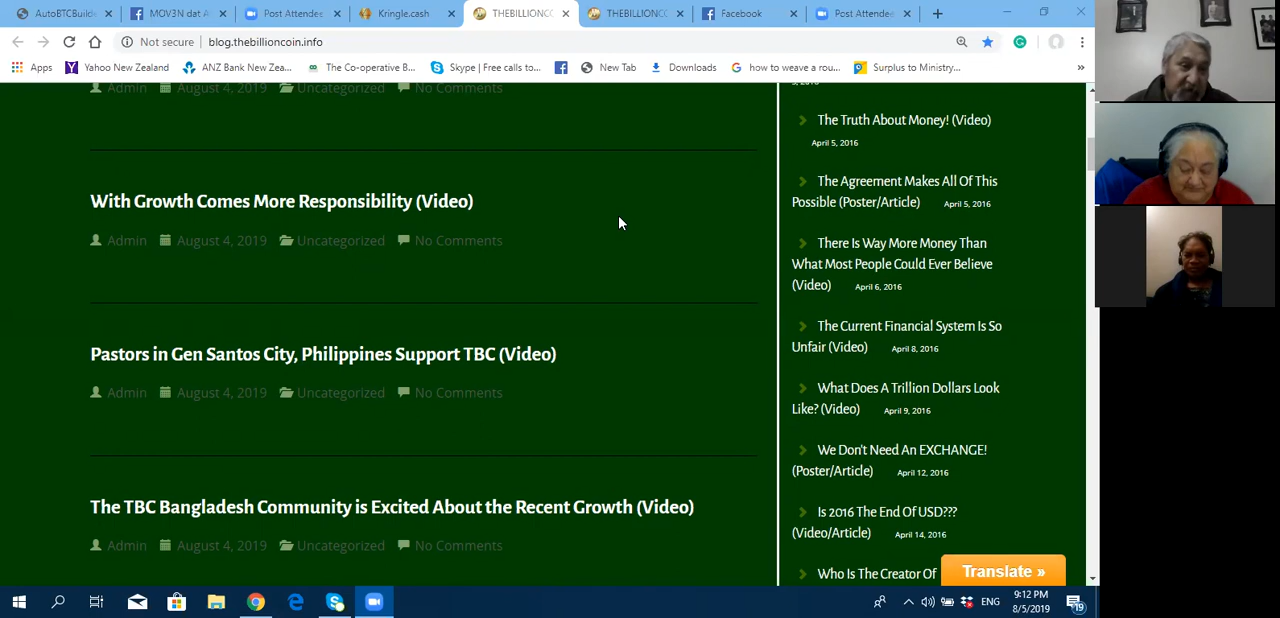 AutoBTCBuilde
MOV3N dat A
Post Attendee
Kringle.cash
THEBILLIONCO
THEBILLIONCO
Facebook
Post Attendee
Not secure
blog.thebillioncoin.info
Apps
Yahoo New Zealand
ANZ Bank New Zea...
The Co-operative B...
Skype | Free calls to...
New Tab
Downloads
how to weave a rou...
Surplus to Ministry...
»
Admin August 4, 2019 Uncategorized No Comments
With Growth Comes More Responsibility (Video)
Admin August 4, 2019 Uncategorized No Comments
Pastors in Gen Santos City, Philippines Support TBC (Video)
Admin August 4, 2019 Uncategorized No Comments
The TBC Bangladesh Community is Excited About the Recent Growth (Video)
Admin August 4, 2019 Uncategorized No Comments
The Truth About Money! (Video)
April 5, 2016
The Agreement Makes All Of This
Possible (Poster/Article) April 5, 2016
There Is Way More Money Than
What Most People Could Ever Believe
(Video) April 6, 2016
The Current Financial System Is So
Unfair (Video) April 8, 2016
What Does A Trillion Dollars Look
Like? (Video) April 9, 2016
We Don't Need An EXCHANGE!
(Poster/Article) April 12, 2016
Is 2016 The End Of USD???
(Video/Article) April 14, 2016
Who Is The Creator Of
Translate »
ENG
9:12 PM
8/5/2019
19